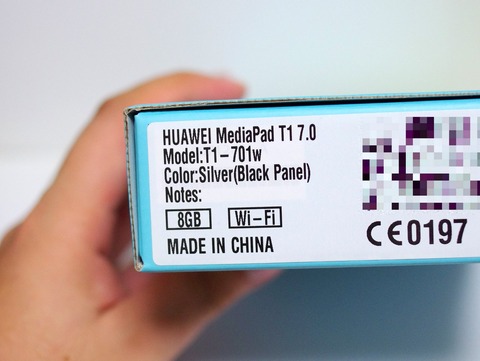 HUAWEI MediaPad T1 7.0
Model:T1-701w
Color:Silver(Black Panel)
Notes:
8GB Wi-Fi
MADE IN CHINA
CE0197